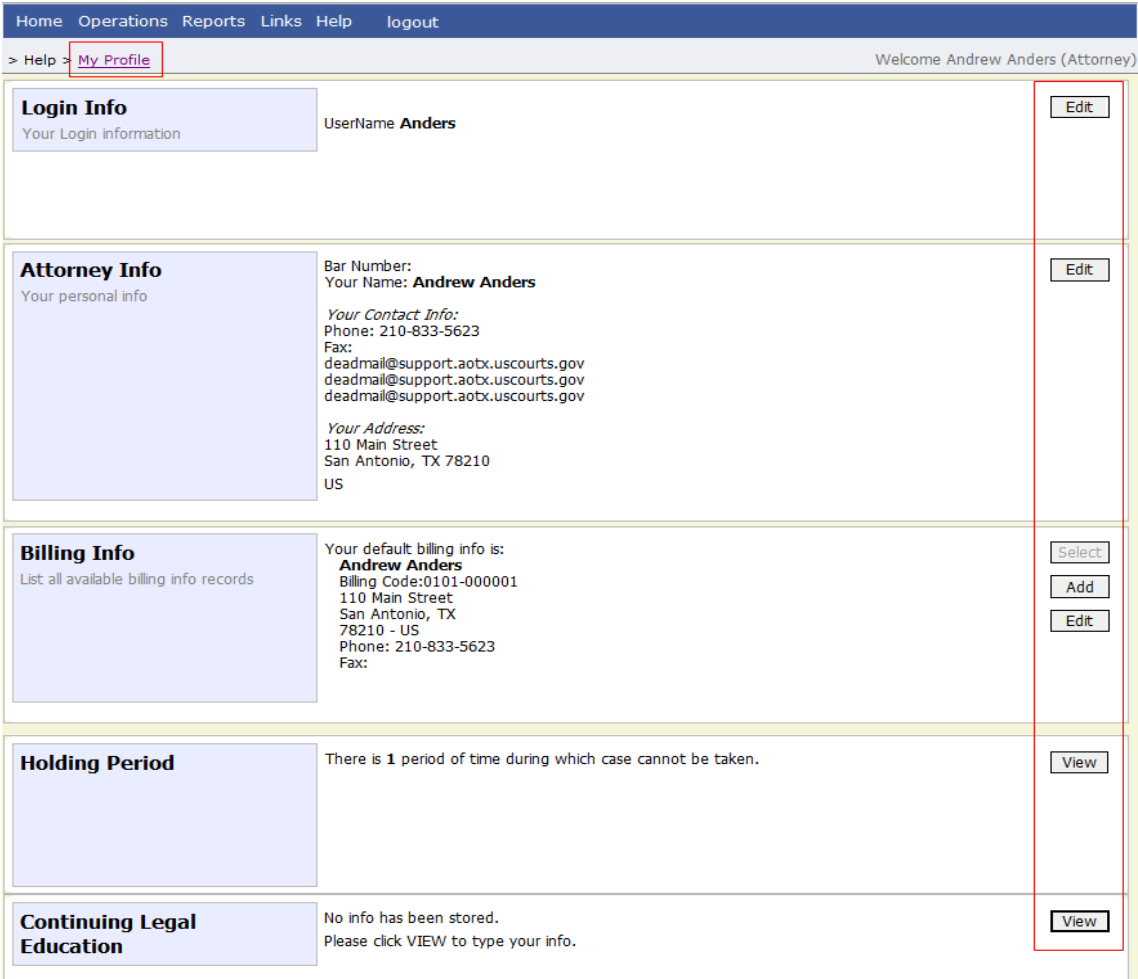 Home Operations Reports Links Help logout
> Help > My Profile
Welcome Andrew Anders (Attorney)
Login Info
Your Login information
UserName Anders
Edit
Attorney Info
Your personal info
Bar Number:
Your Name: Andrew Anders
Your Contact Info:
Phone: 210-833-5623
Fax:
deadmail@support.aotx.uscourts.gov
deadmail@support.aotx.uscourts.gov
deadmail@support.aotx.uscourts.gov
Your Address:
110 Main Street
San Antonio, TX 78210
US
Edit
Billing Info
List all available billing info records
Your default billing info is:
Andrew Anders
Billing Code:0101-000001
110 Main Street
San Antonio, TX
78210 - US
Phone: 210-833-5623
Fax:
Select
Add
Edit
Holding Period
There is 1 period of time during which case cannot be taken.
View
Continuing Legal
Education
No info has been stored.
Please click VIEW to type your info.
View